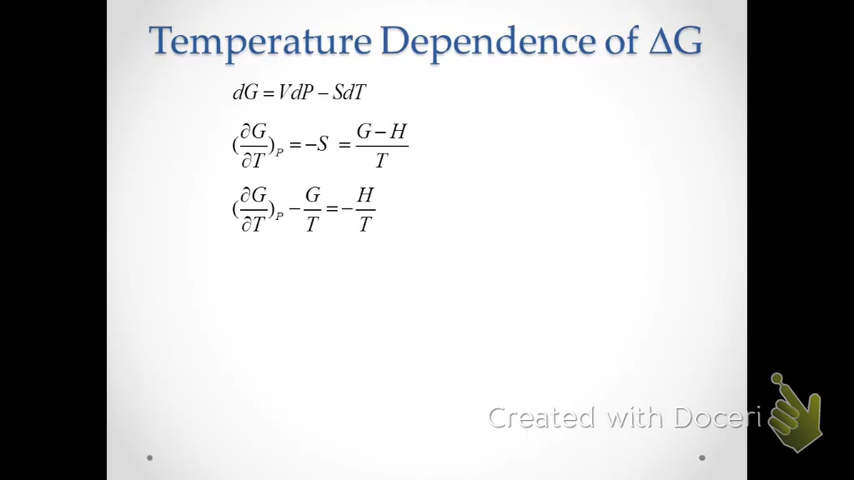 Temperature Dependence of ΔG
dG = VdP − SdT
(∂G/∂T)_P = −S = (G − H)/T
(∂G/∂T)_P − G/T = −H/T
Created with Doceri